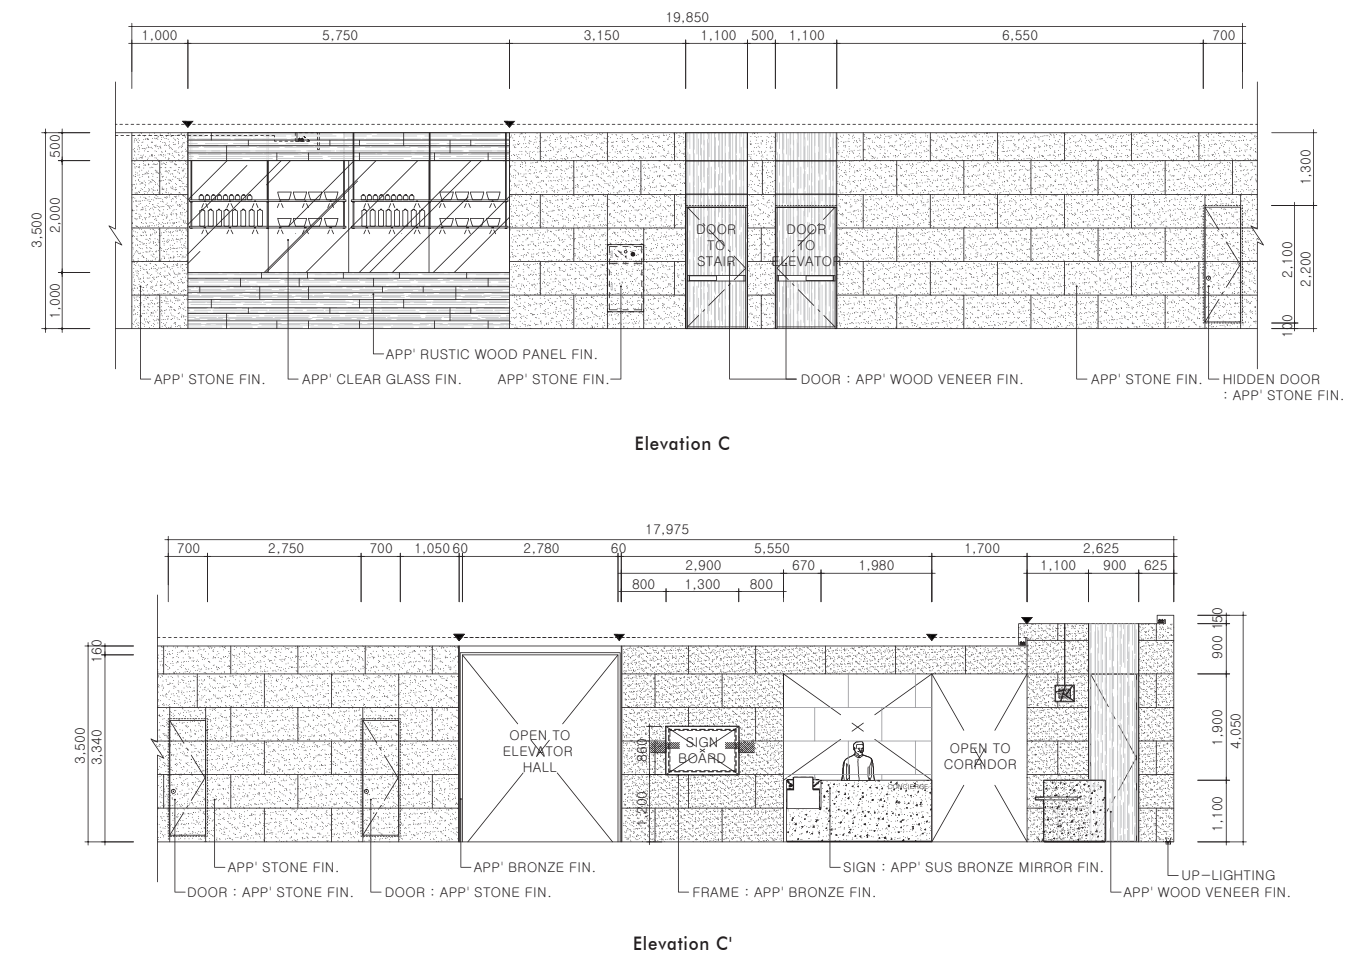 19,850
1,000 5,750 3,150 1,100 500 1,100 6,550 700
500
2,000
3,500
1,000
1,300
2,100
2,200
100
DOOR
TO
STAIR
DOOR
TO
ELEVATOR
APP' RUSTIC WOOD PANEL FIN.
APP' STONE FIN. APP' CLEAR GLASS FIN. APP' STONE FIN. DOOR : APP' WOOD VENEER FIN. APP' STONE FIN. HIDDEN DOOR
: APP' STONE FIN.
Elevation C
17,975
700 2,750 700 1,050 60 2,780 60 5,550 1,700 2,625
2,900 670 1,980 1,100 900 625
800 1,300 800
160
3,500
3,340
150
900
1,900
4,050
1,100
OPEN TO
ELEVATOR
HALL
860
1,200
SIGN
BOARD
CONCIERGE
OPEN TO
CORRIDOR
APP' STONE FIN. APP' BRONZE FIN. SIGN : APP' SUS BRONZE MIRROR FIN.
UP-LIGHTING
DOOR : APP' STONE FIN. DOOR : APP' STONE FIN. FRAME : APP' BRONZE FIN. APP' WOOD VENEER FIN.
Elevation C'